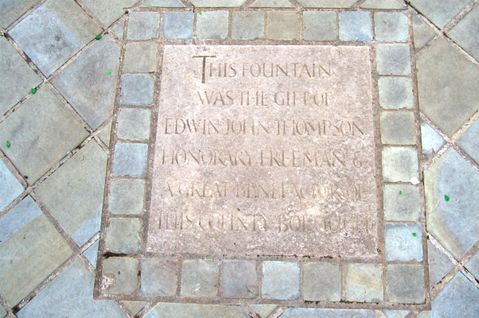 THIS FOUNTAIN
WAS THE GIFT OF
EDWIN JOHN THOMPSON
HONORARY FREEMAN &
A GREAT BENEFACTOR OF
THIS COUNTY BOROUGH